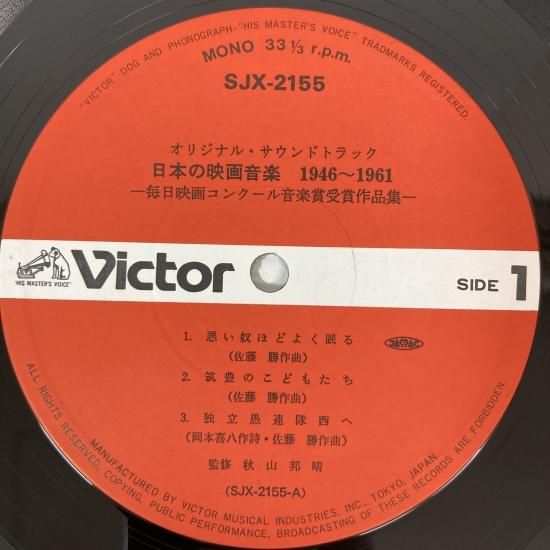 "VICTOR"-DOG AND PHONOGRAPH-"HIS MASTER'S VOICE" TRADMARKS REGISTERED.
MONO 33 1/3 r.p.m.
SJX-2155
オリジナル・サウンドトラック
日本の映画音楽 1946〜1961
—毎日映画コンクール音楽賞受賞作品集—
"HIS MASTER'S VOICE"
Victor
SIDE 1
1. 悪い奴ほどよく眠る
(佐藤 勝作曲)
JASRAC
2. 筑豊のこどもたち
(佐藤 勝作曲)
3. 独立愚連隊西へ
(岡本喜八作詩・佐藤 勝作曲)
監修 秋山邦晴
(SJX-2155-A)
MANUFACTURED BY VICTOR MUSICAL INDUSTRIES, INC., TOKYO, JAPAN.
ALL RIGHTS RESERVED, COPYING, PUBLIC PERFORMANCE, BROADCASTING OF THESE RECORDS ARE FORBIDDEN.